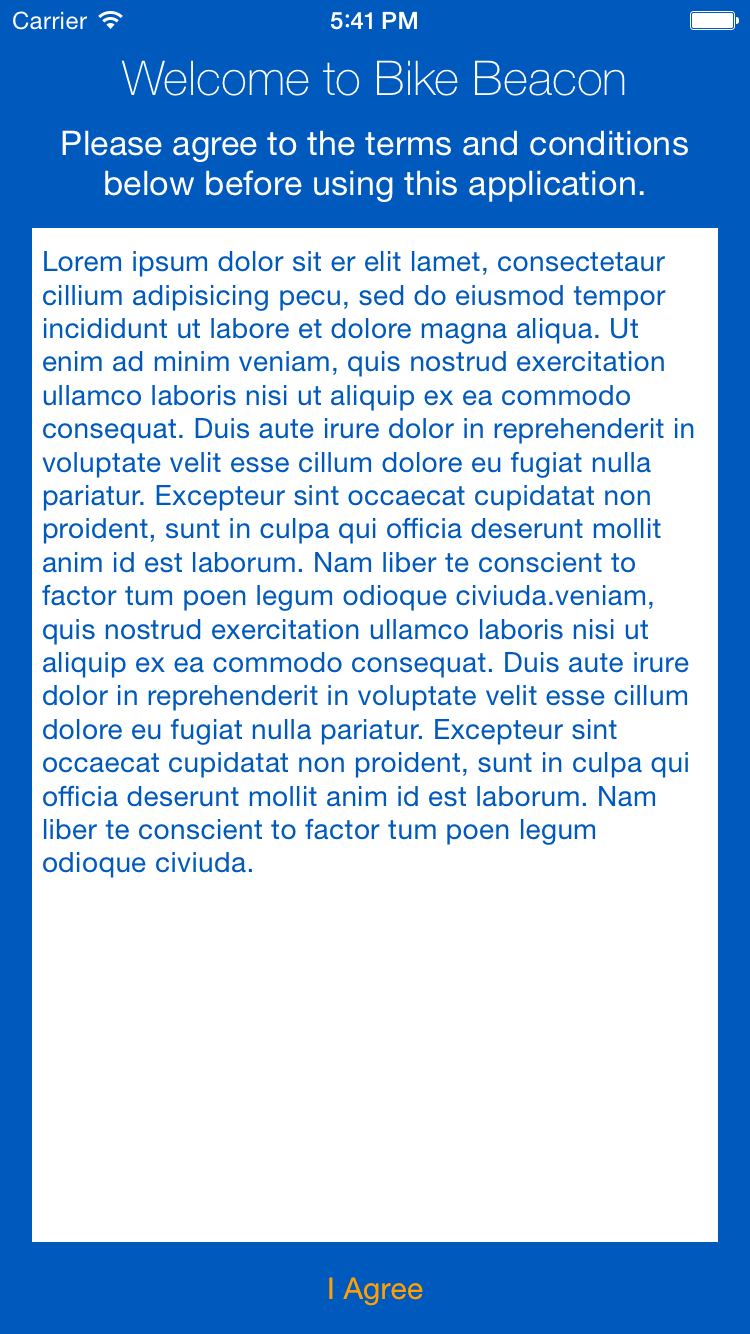 Carrier
5:41 PM
Welcome to Bike Beacon
Please agree to the terms and conditions
below before using this application.
Lorem ipsum dolor sit er elit lamet, consectetaur
cillium adipisicing pecu, sed do eiusmod tempor
incididunt ut labore et dolore magna aliqua. Ut
enim ad minim veniam, quis nostrud exercitation
ullamco laboris nisi ut aliquip ex ea commodo
consequat. Duis aute irure dolor in reprehenderit in
voluptate velit esse cillum dolore eu fugiat nulla
pariatur. Excepteur sint occaecat cupidatat non
proident, sunt in culpa qui officia deserunt mollit
anim id est laborum. Nam liber te conscient to
factor tum poen legum odioque civiuda.veniam,
quis nostrud exercitation ullamco laboris nisi ut
aliquip ex ea commodo consequat. Duis aute irure
dolor in reprehenderit in voluptate velit esse cillum
dolore eu fugiat nulla pariatur. Excepteur sint
occaecat cupidatat non proident, sunt in culpa qui
officia deserunt mollit anim id est laborum. Nam
liber te conscient to factor tum poen legum
odioque civiuda.
I Agree